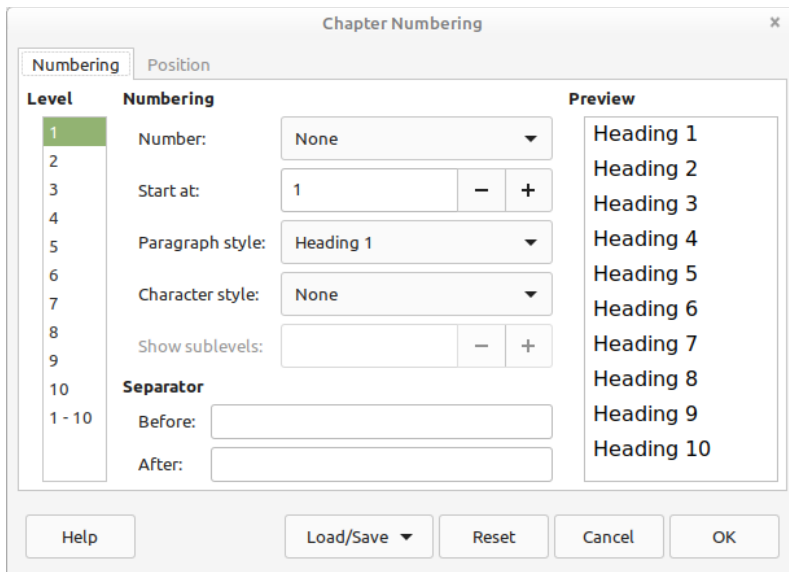 Chapter Numbering
Numbering
Position
Level
1
2
3
4
5
6
7
8
9
10
1 - 10
Numbering
Number: None
Start at: 1
Paragraph style: Heading 1
Character style: None
Show sublevels:
Separator
Before:
After:
Preview
Heading 1
Heading 2
Heading 3
Heading 4
Heading 5
Heading 6
Heading 7
Heading 8
Heading 9
Heading 10
Help
Load/Save
Reset
Cancel
OK